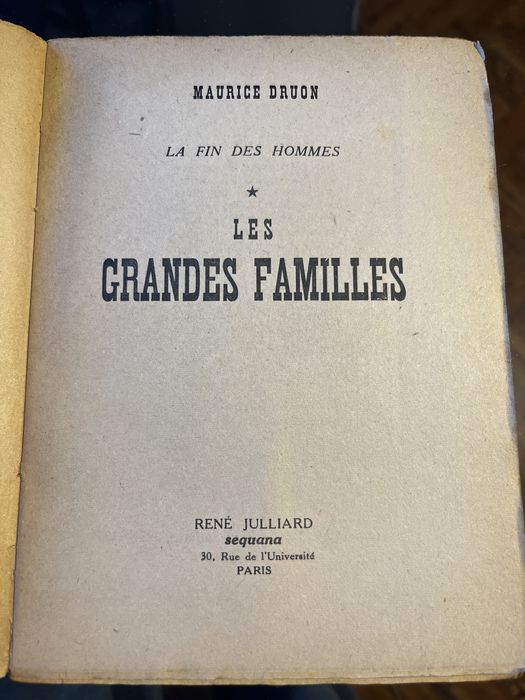 MAURICE DRUON
LA FIN DES HOMMES
★
LES
GRANDES FAMILLES
RENÉ JULLIARD
sequana
30, Rue de l'Université
PARIS